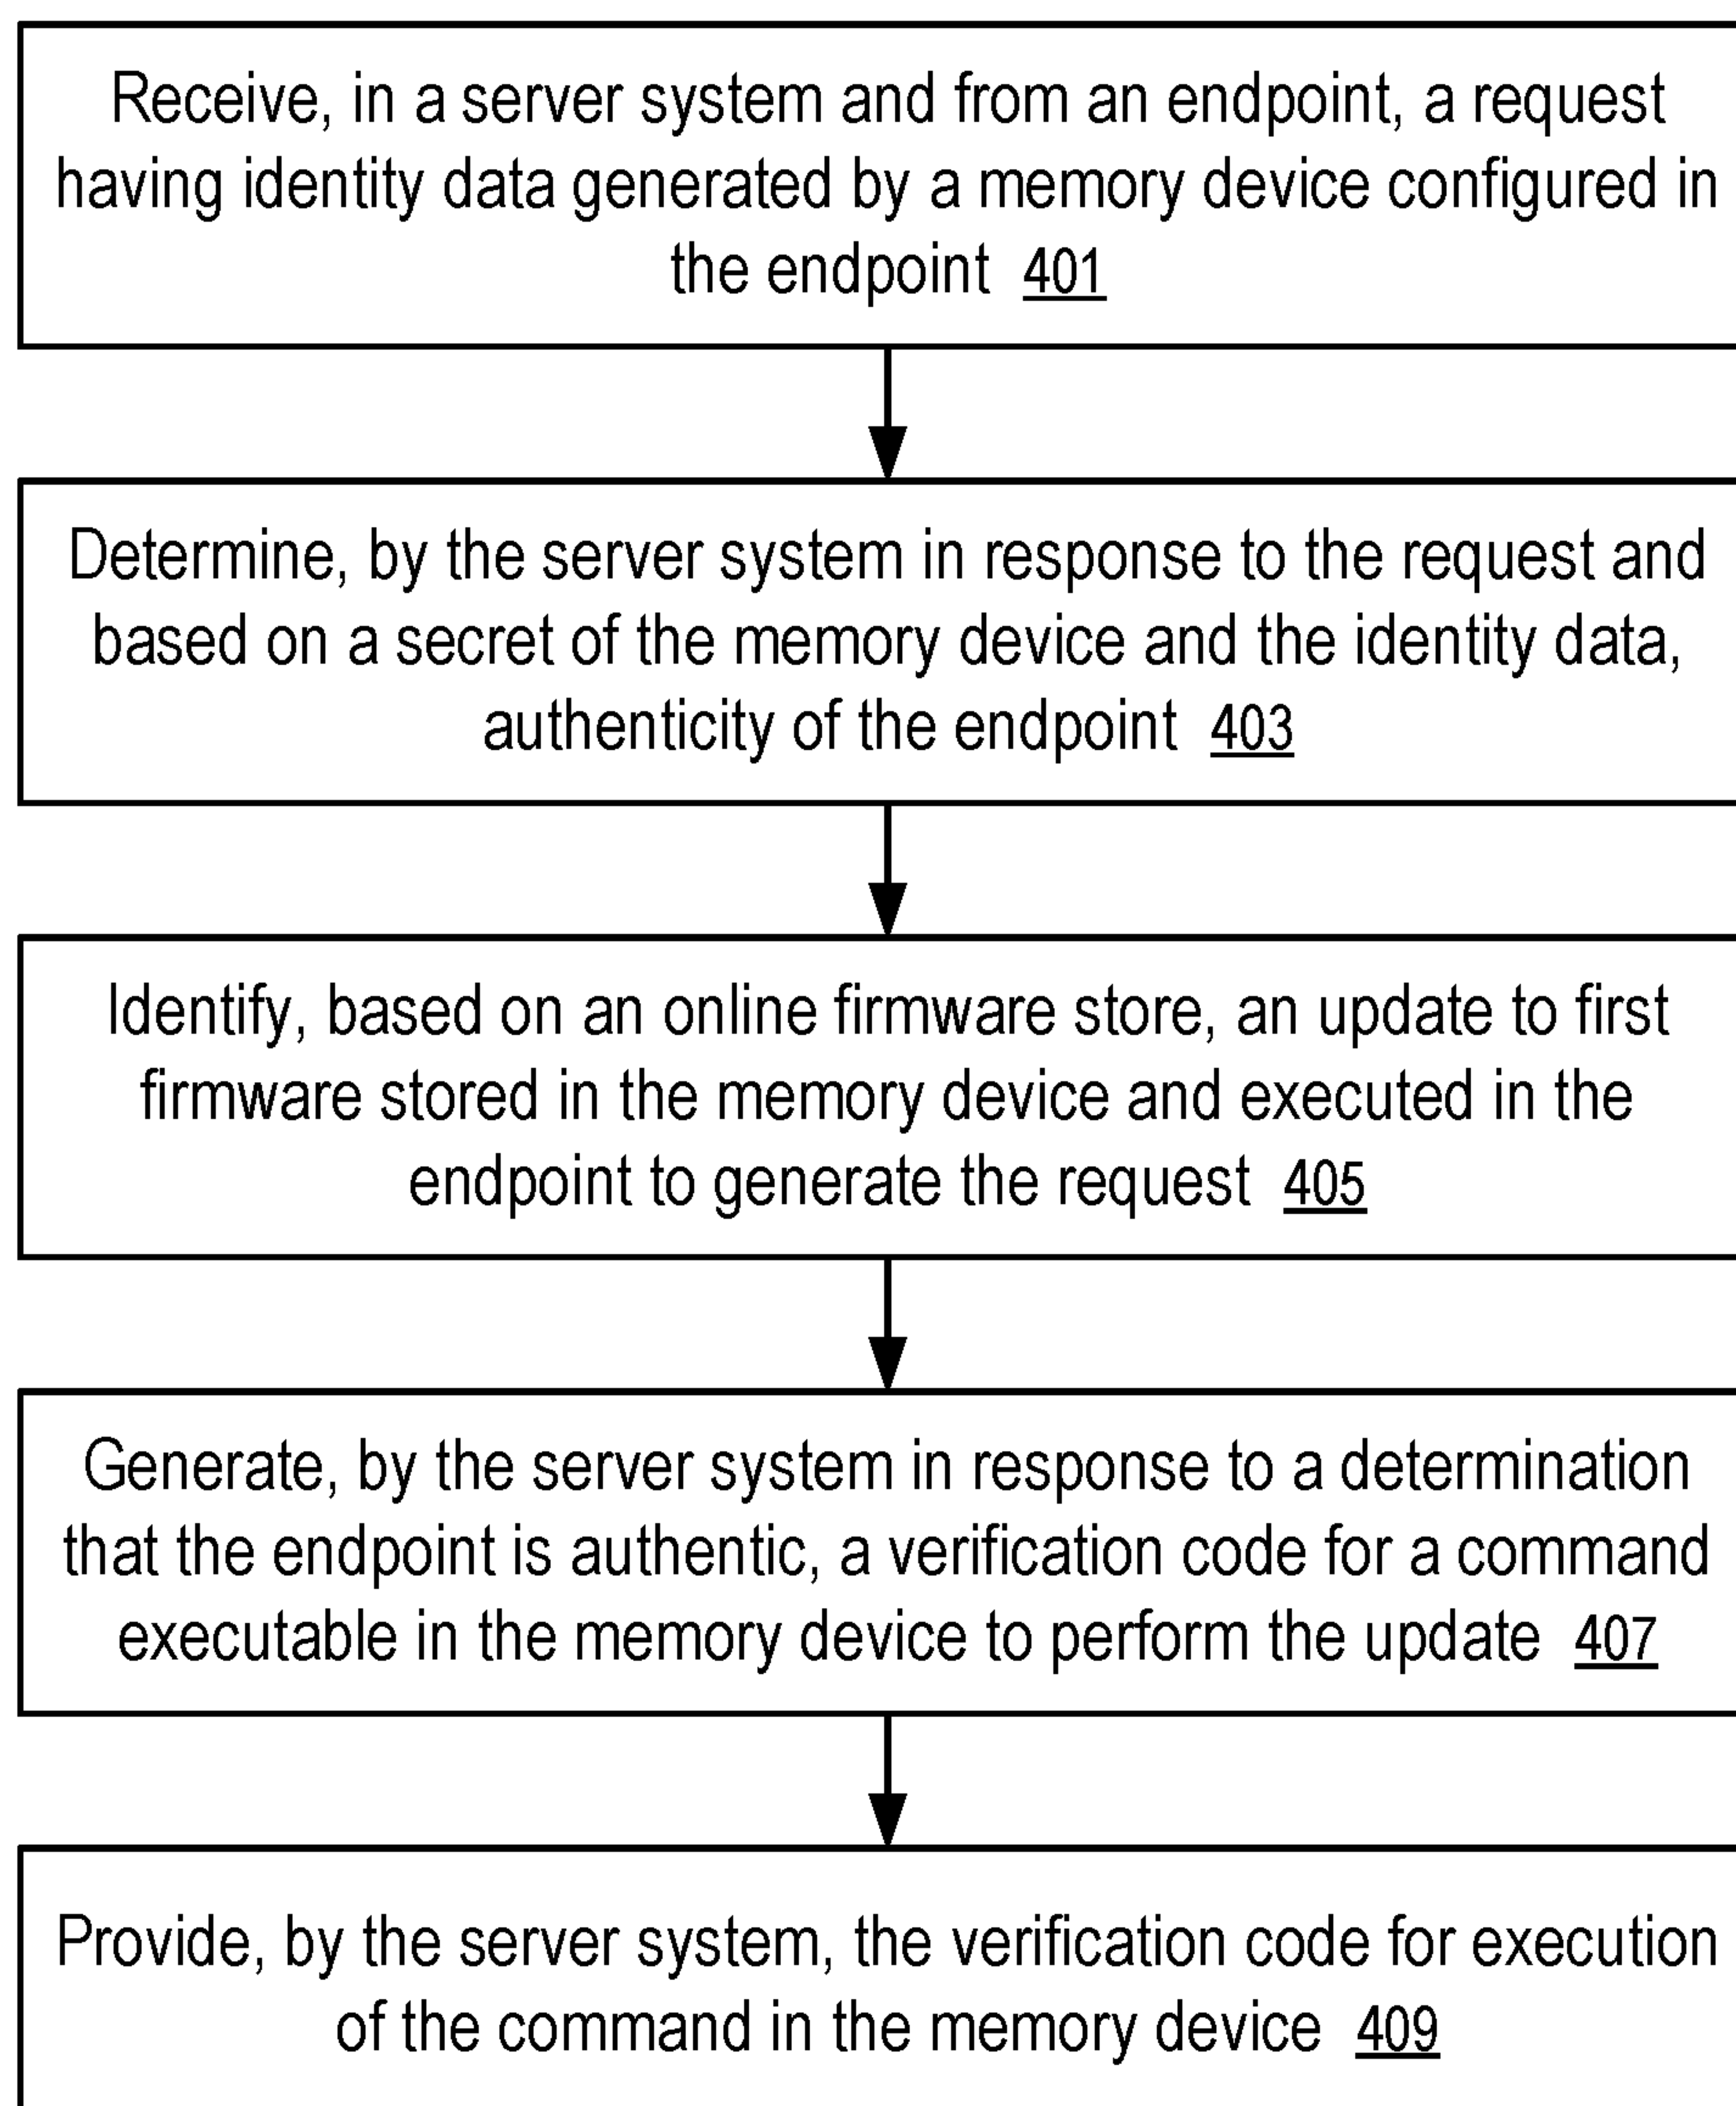 Receive, in a server system and from an endpoint, a request
having identity data generated by a memory device configured in
the endpoint 401
Determine, by the server system in response to the request and
based on a secret of the memory device and the identity data,
authenticity of the endpoint 403
Identify, based on an online firmware store, an update to first
firmware stored in the memory device and executed in the
endpoint to generate the request 405
Generate, by the server system in response to a determination
that the endpoint is authentic, a verification code for a command
executable in the memory device to perform the update 407
Provide, by the server system, the verification code for execution
of the command in the memory device 409